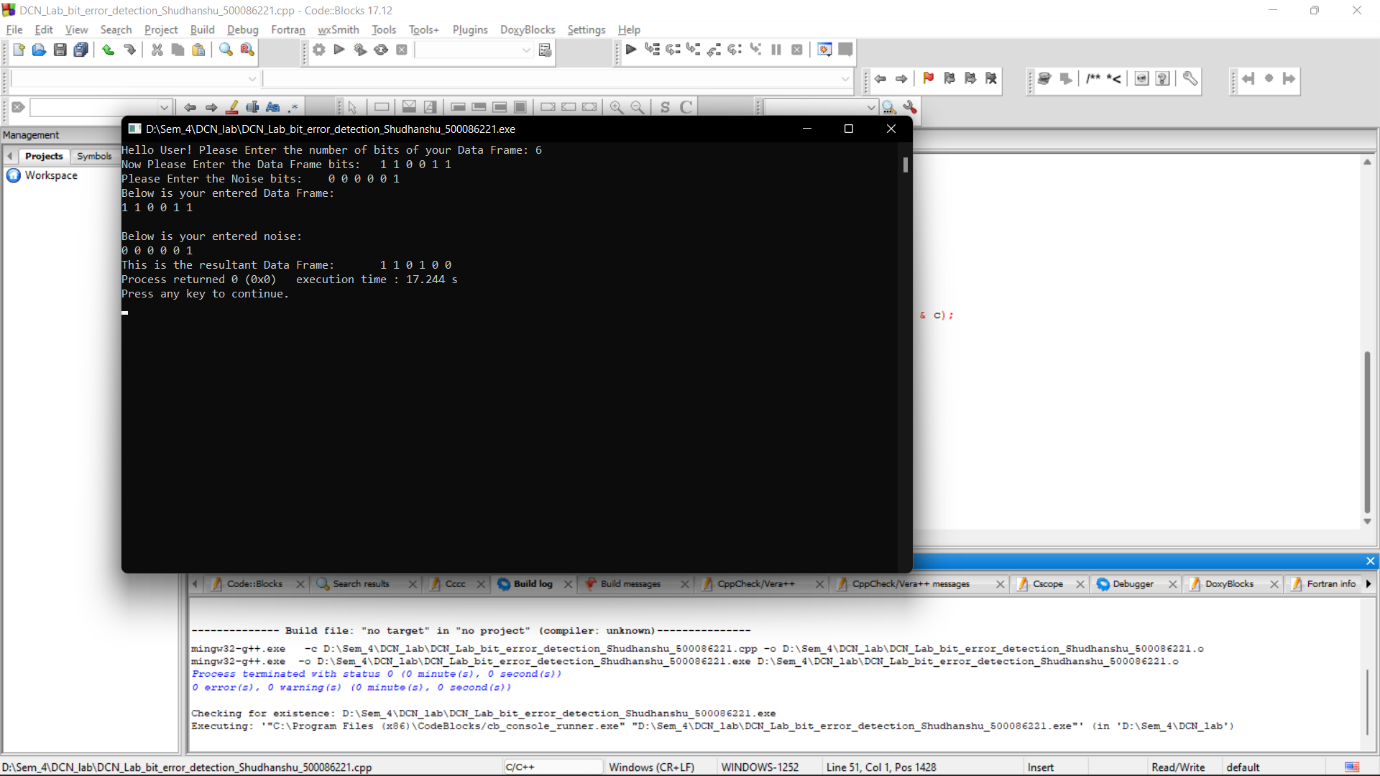 DCN_Lab_bit_error_detection_Shudhanshu_500086221.cpp - Code::Blocks 17.12
File Edit View Search Project Build Debug Fortran wxSmith Tools Tools+ Plugins DoxyBlocks Settings Help
/** *<
Aa .*
S C
Management
Projects Symbols
Workspace
D:\Sem_4\DCN_lab\DCN_Lab_bit_error_detection_Shudhanshu_500086221.exe
Hello User! Please Enter the number of bits of your Data Frame: 6
Now Please Enter the Data Frame bits: 1 1 0 0 1 1
Please Enter the Noise bits: 0 0 0 0 0 1
Below is your entered Data Frame:
1 1 0 0 1 1
Below is your entered noise:
0 0 0 0 0 1
This is the resultant Data Frame: 1 1 0 1 0 0
Process returned 0 (0x0) execution time : 17.244 s
Press any key to continue.
& c);
Code::Blocks Search results Cccc Build log Build messages CppCheck/Vera++ CppCheck/Vera++ messages Cscope Debugger DoxyBlocks Fortran info
-------------- Build file: "no target" in "no project" (compiler: unknown)---------------
mingw32-g++.exe -c D:\Sem_4\DCN_lab\DCN_Lab_bit_error_detection_Shudhanshu_500086221.cpp -o D:\Sem_4\DCN_lab\DCN_Lab_bit_error_detection_Shudhanshu_500086221.o
mingw32-g++.exe -o D:\Sem_4\DCN_lab\DCN_Lab_bit_error_detection_Shudhanshu_500086221.exe D:\Sem_4\DCN_lab\DCN_Lab_bit_error_detection_Shudhanshu_500086221.o
Process terminated with status 0 (0 minute(s), 0 second(s))
0 error(s), 0 warning(s) (0 minute(s), 0 second(s))
Checking for existence: D:\Sem_4\DCN_lab\DCN_Lab_bit_error_detection_Shudhanshu_500086221.exe
Executing: '"C:\Program Files (x86)\CodeBlocks/cb_console_runner.exe" "D:\Sem_4\DCN_lab\DCN_Lab_bit_error_detection_Shudhanshu_500086221.exe"' (in 'D:\Sem_4\DCN_lab')
D:\Sem_4\DCN_lab\DCN_Lab_bit_error_detection_Shudhanshu_500086221.cpp C/C++ Windows (CR+LF) WINDOWS-1252 Line 51, Col 1, Pos 1428 Insert Read/Write default